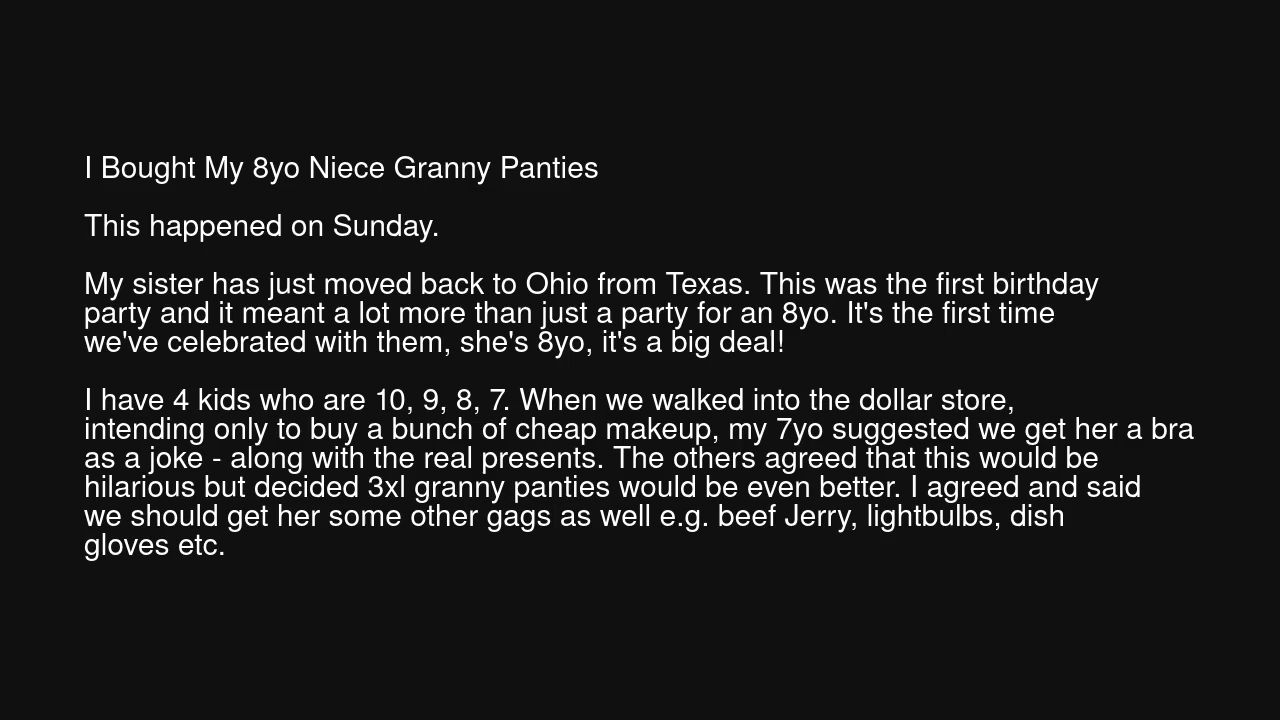 I Bought My 8yo Niece Granny Panties
This happened on Sunday.
My sister has just moved back to Ohio from Texas. This was the first birthday
party and it meant a lot more than just a party for an 8yo. It's the first time
we've celebrated with them, she's 8yo, it's a big deal!
I have 4 kids who are 10, 9, 8, 7. When we walked into the dollar store,
intending only to buy a bunch of cheap makeup, my 7yo suggested we get her a bra
as a joke - along with the real presents. The others agreed that this would be
hilarious but decided 3xl granny panties would be even better. I agreed and said
we should get her some other gags as well e.g. beef Jerry, lightbulbs, dish
gloves etc.